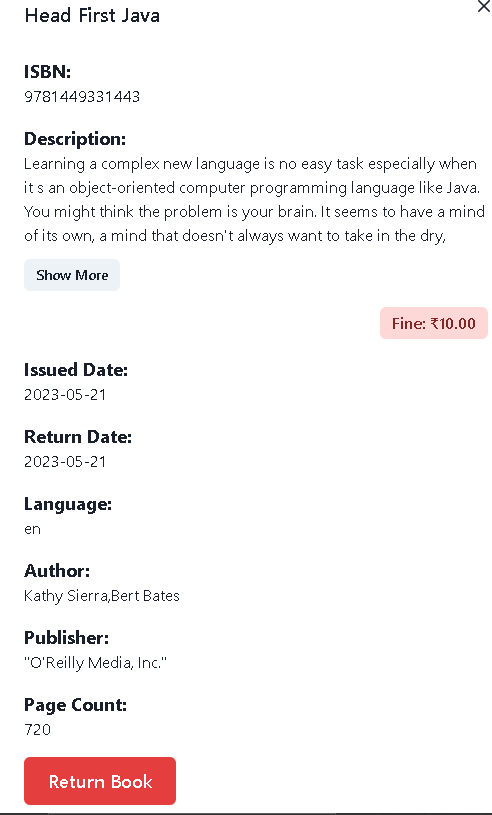 Head First Java
ISBN:
9781449331443
Description:
Learning a complex new language is no easy task especially when
it s an object-oriented computer programming language like Java.
You might think the problem is your brain. It seems to have a mind
of its own, a mind that doesn't always want to take in the dry,
Show More
Fine: ₹10.00
Issued Date:
2023-05-21
Return Date:
2023-05-21
Language:
en
Author:
Kathy Sierra,Bert Bates
Publisher:
"O'Reilly Media, Inc."
Page Count:
720
Return Book